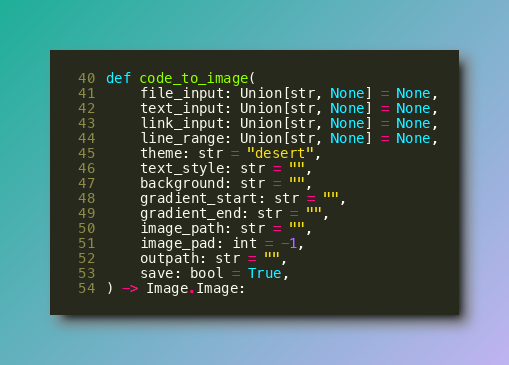 40 def code_to_image(
41     file_input: Union[str, None] = None,
42     text_input: Union[str, None] = None,
43     link_input: Union[str, None] = None,
44     line_range: Union[str, None] = None,
45     theme: str = "desert",
46     text_style: str = "",
47     background: str = "",
48     gradient_start: str = "",
49     gradient_end: str = "",
50     image_path: str = "",
51     image_pad: int = -1,
52     outpath: str = "",
53     save: bool = True,
54 ) -> Image.Image: